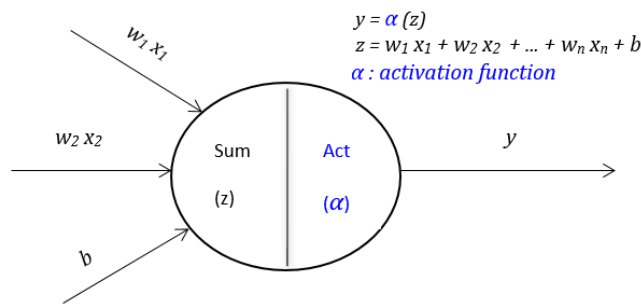 w₁ x₁
y = α (z)
z = w₁ x₁ + w₂ x₂ + ... + wₙ xₙ + b
α : activation function
w₂ x₂
Sum
(z)
Act
(α)
y
b